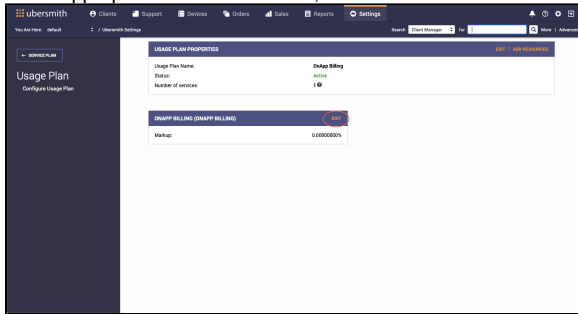 ubersmith Clients Support Devices Orders Sales Reports Settings
You Are Here: default / Ubersmith Settings Search Client Manager for More | Advanced
← SERVICE PLAN
Usage Plan
Configure Usage Plan
USAGE PLAN PROPERTIES EDIT | ADD RESOURCES
Usage Plan Name: OnApp Billing
Status: Active
Number of services: 1
ONAPP BILLING (ONAPP BILLING) EDIT
Markup: 0.00000000%